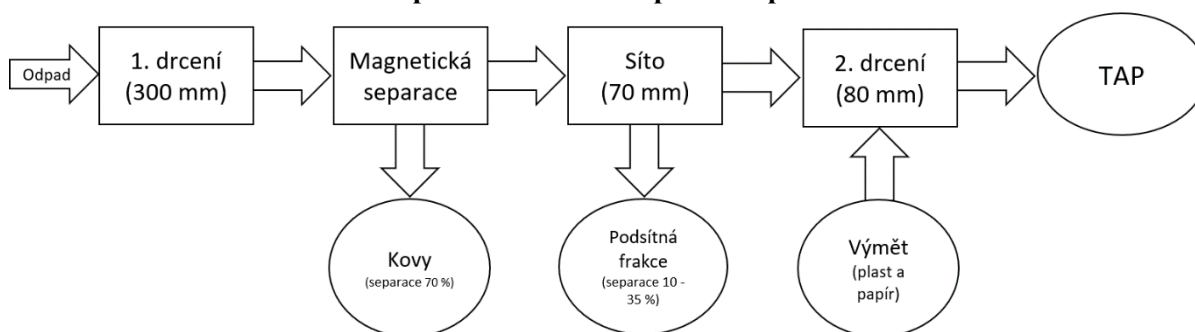 Odpad
1. drcení
(300 mm)
Magnetická
separace
Síto
(70 mm)
2. drcení
(80 mm)
TAP
Kovy
(separace 70 %)
Podsítná
frakce
(separace 10 -
35 %)
Výmět
(plast a
papír)